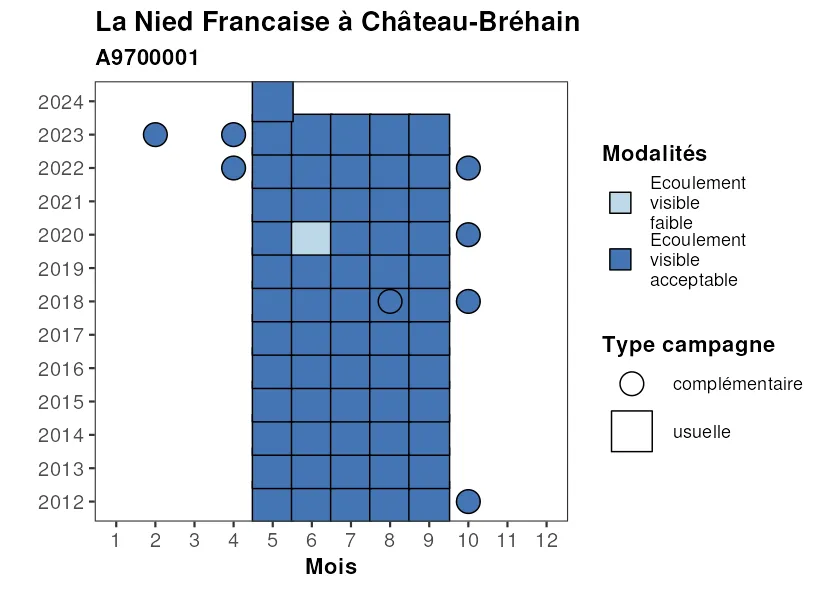 La Nied Francaise à Château-Bréhain
A9700001
2024
2023
2022
2021
2020
2019
2018
2017
2016
2015
2014
2013
2012
1 2 3 4 5 6 7 8 9 10 11 12
Mois
Modalités
Ecoulement
visible
faible
Ecoulement
visible
acceptable
Type campagne
complémentaire
usuelle